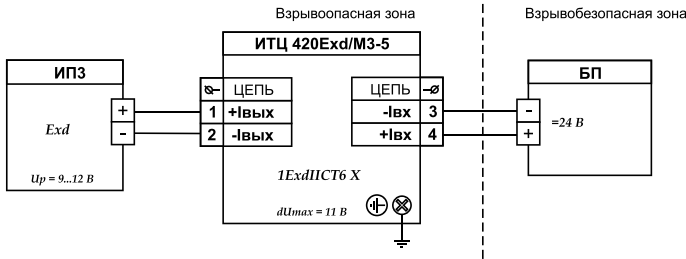 Взрывоопасная зона
Взрывобезопасная зона
ИТЦ 420Exd/М3-5
ИПЗ
Exd
+
-
Up = 9...12 В
ЦЕПЬ
1 +Iвых
2 -Iвых
ЦЕПЬ
-Iвх 3
+Iвх 4
1ExdIICT6 X
dUmax = 11 В
БП
-
+
=24 В